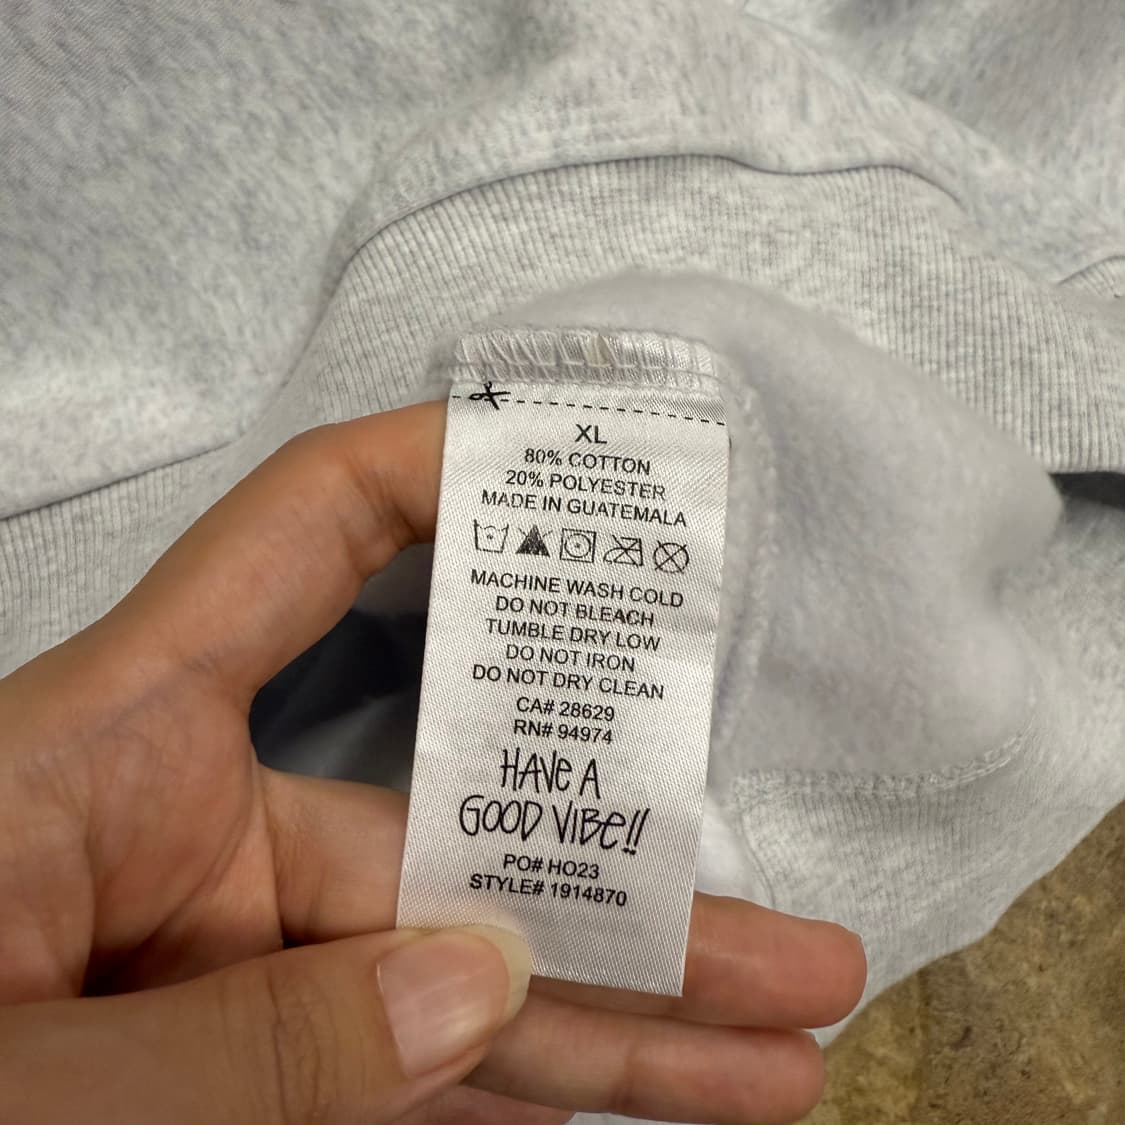 XL
80% COTTON
20% POLYESTER
MADE IN GUATEMALA
MACHINE WASH COLD
DO NOT BLEACH
TUMBLE DRY LOW
DO NOT IRON
DO NOT DRY CLEAN
CA# 28629
RN# 94974
HAVE A
GOOD VIBE!!
PO# HO23
STYLE# 1914870